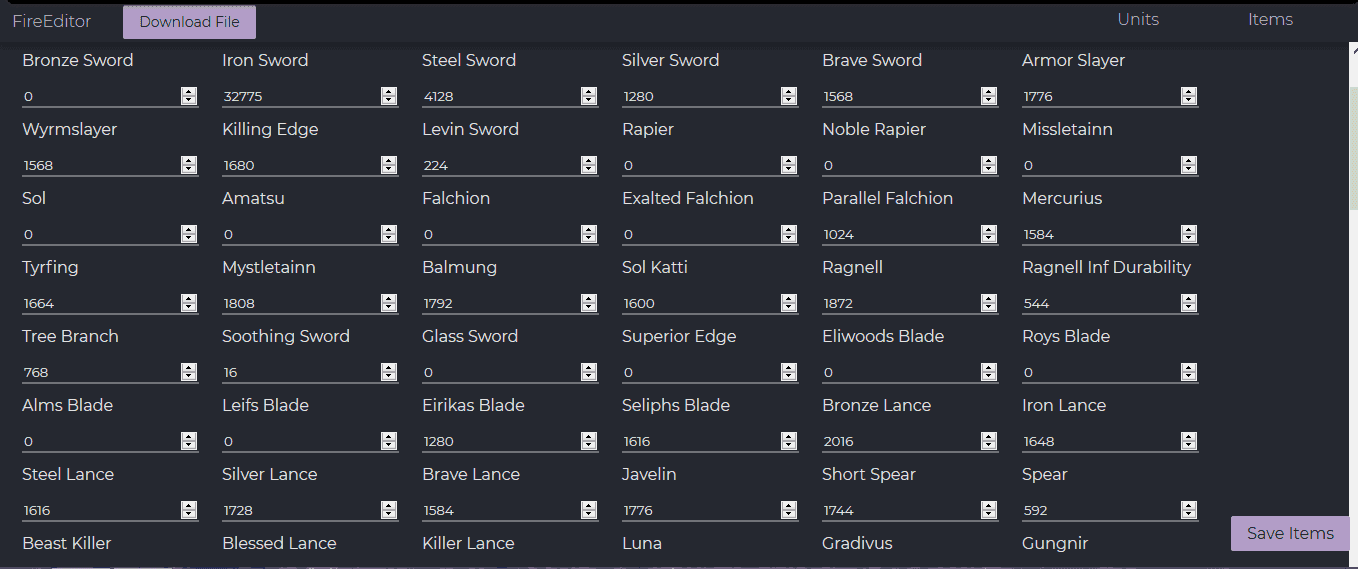 FireEditor Download File Units Items
Bronze Sword Iron Sword Steel Sword Silver Sword Brave Sword Armor Slayer
0 32775 4128 1280 1568 1776
Wyrmslayer Killing Edge Levin Sword Rapier Noble Rapier Missletainn
1568 1680 224 0 0 0
Sol Amatsu Falchion Exalted Falchion Parallel Falchion Mercurius
0 0 0 0 1024 1584
Tyrfing Mystletainn Balmung Sol Katti Ragnell Ragnell Inf Durability
1664 1808 1792 1600 1872 544
Tree Branch Soothing Sword Glass Sword Superior Edge Eliwoods Blade Roys Blade
768 16 0 0 0 0
Alms Blade Leifs Blade Eirikas Blade Seliphs Blade Bronze Lance Iron Lance
0 0 1280 1616 2016 1648
Steel Lance Silver Lance Brave Lance Javelin Short Spear Spear
1616 1728 1584 1776 1744 592
Save Items
Beast Killer Blessed Lance Killer Lance Luna Gradivus Gungnir